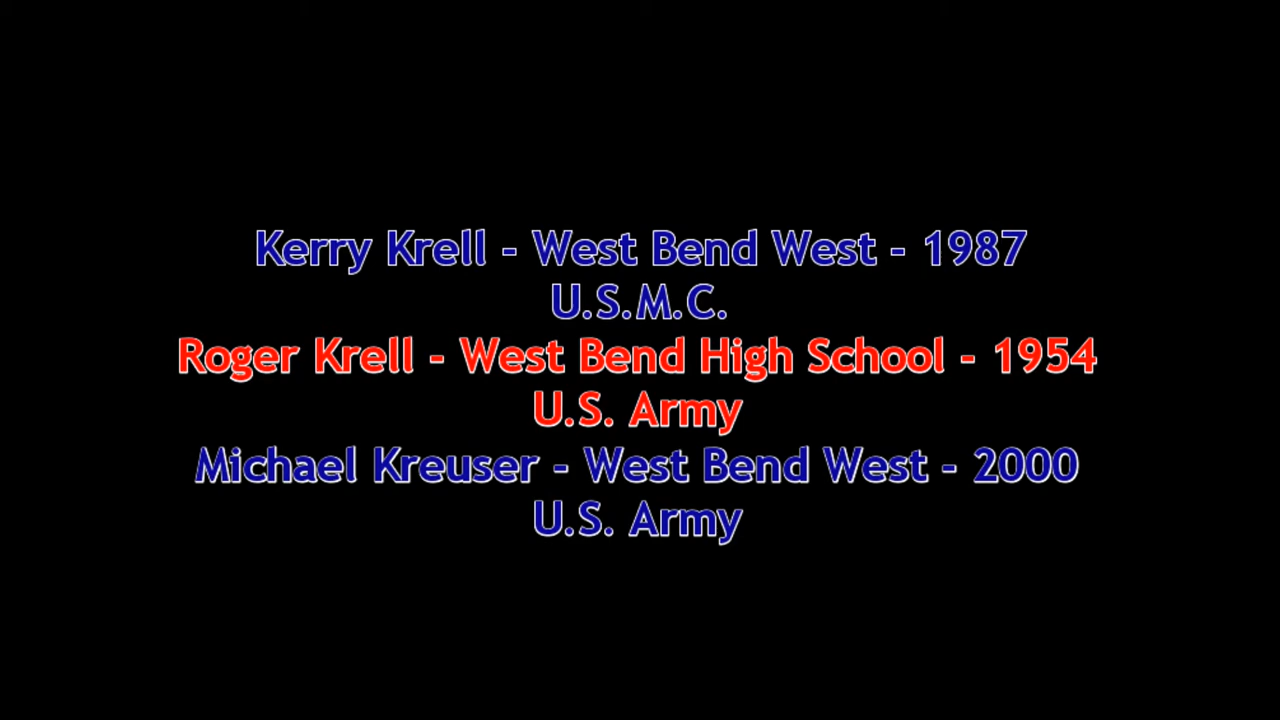 Kerry Krell - West Bend West - 1987
U.S.M.C.
Roger Krell - West Bend High School - 1954
U.S. Army
Michael Kreuser - West Bend West - 2000
U.S. Army